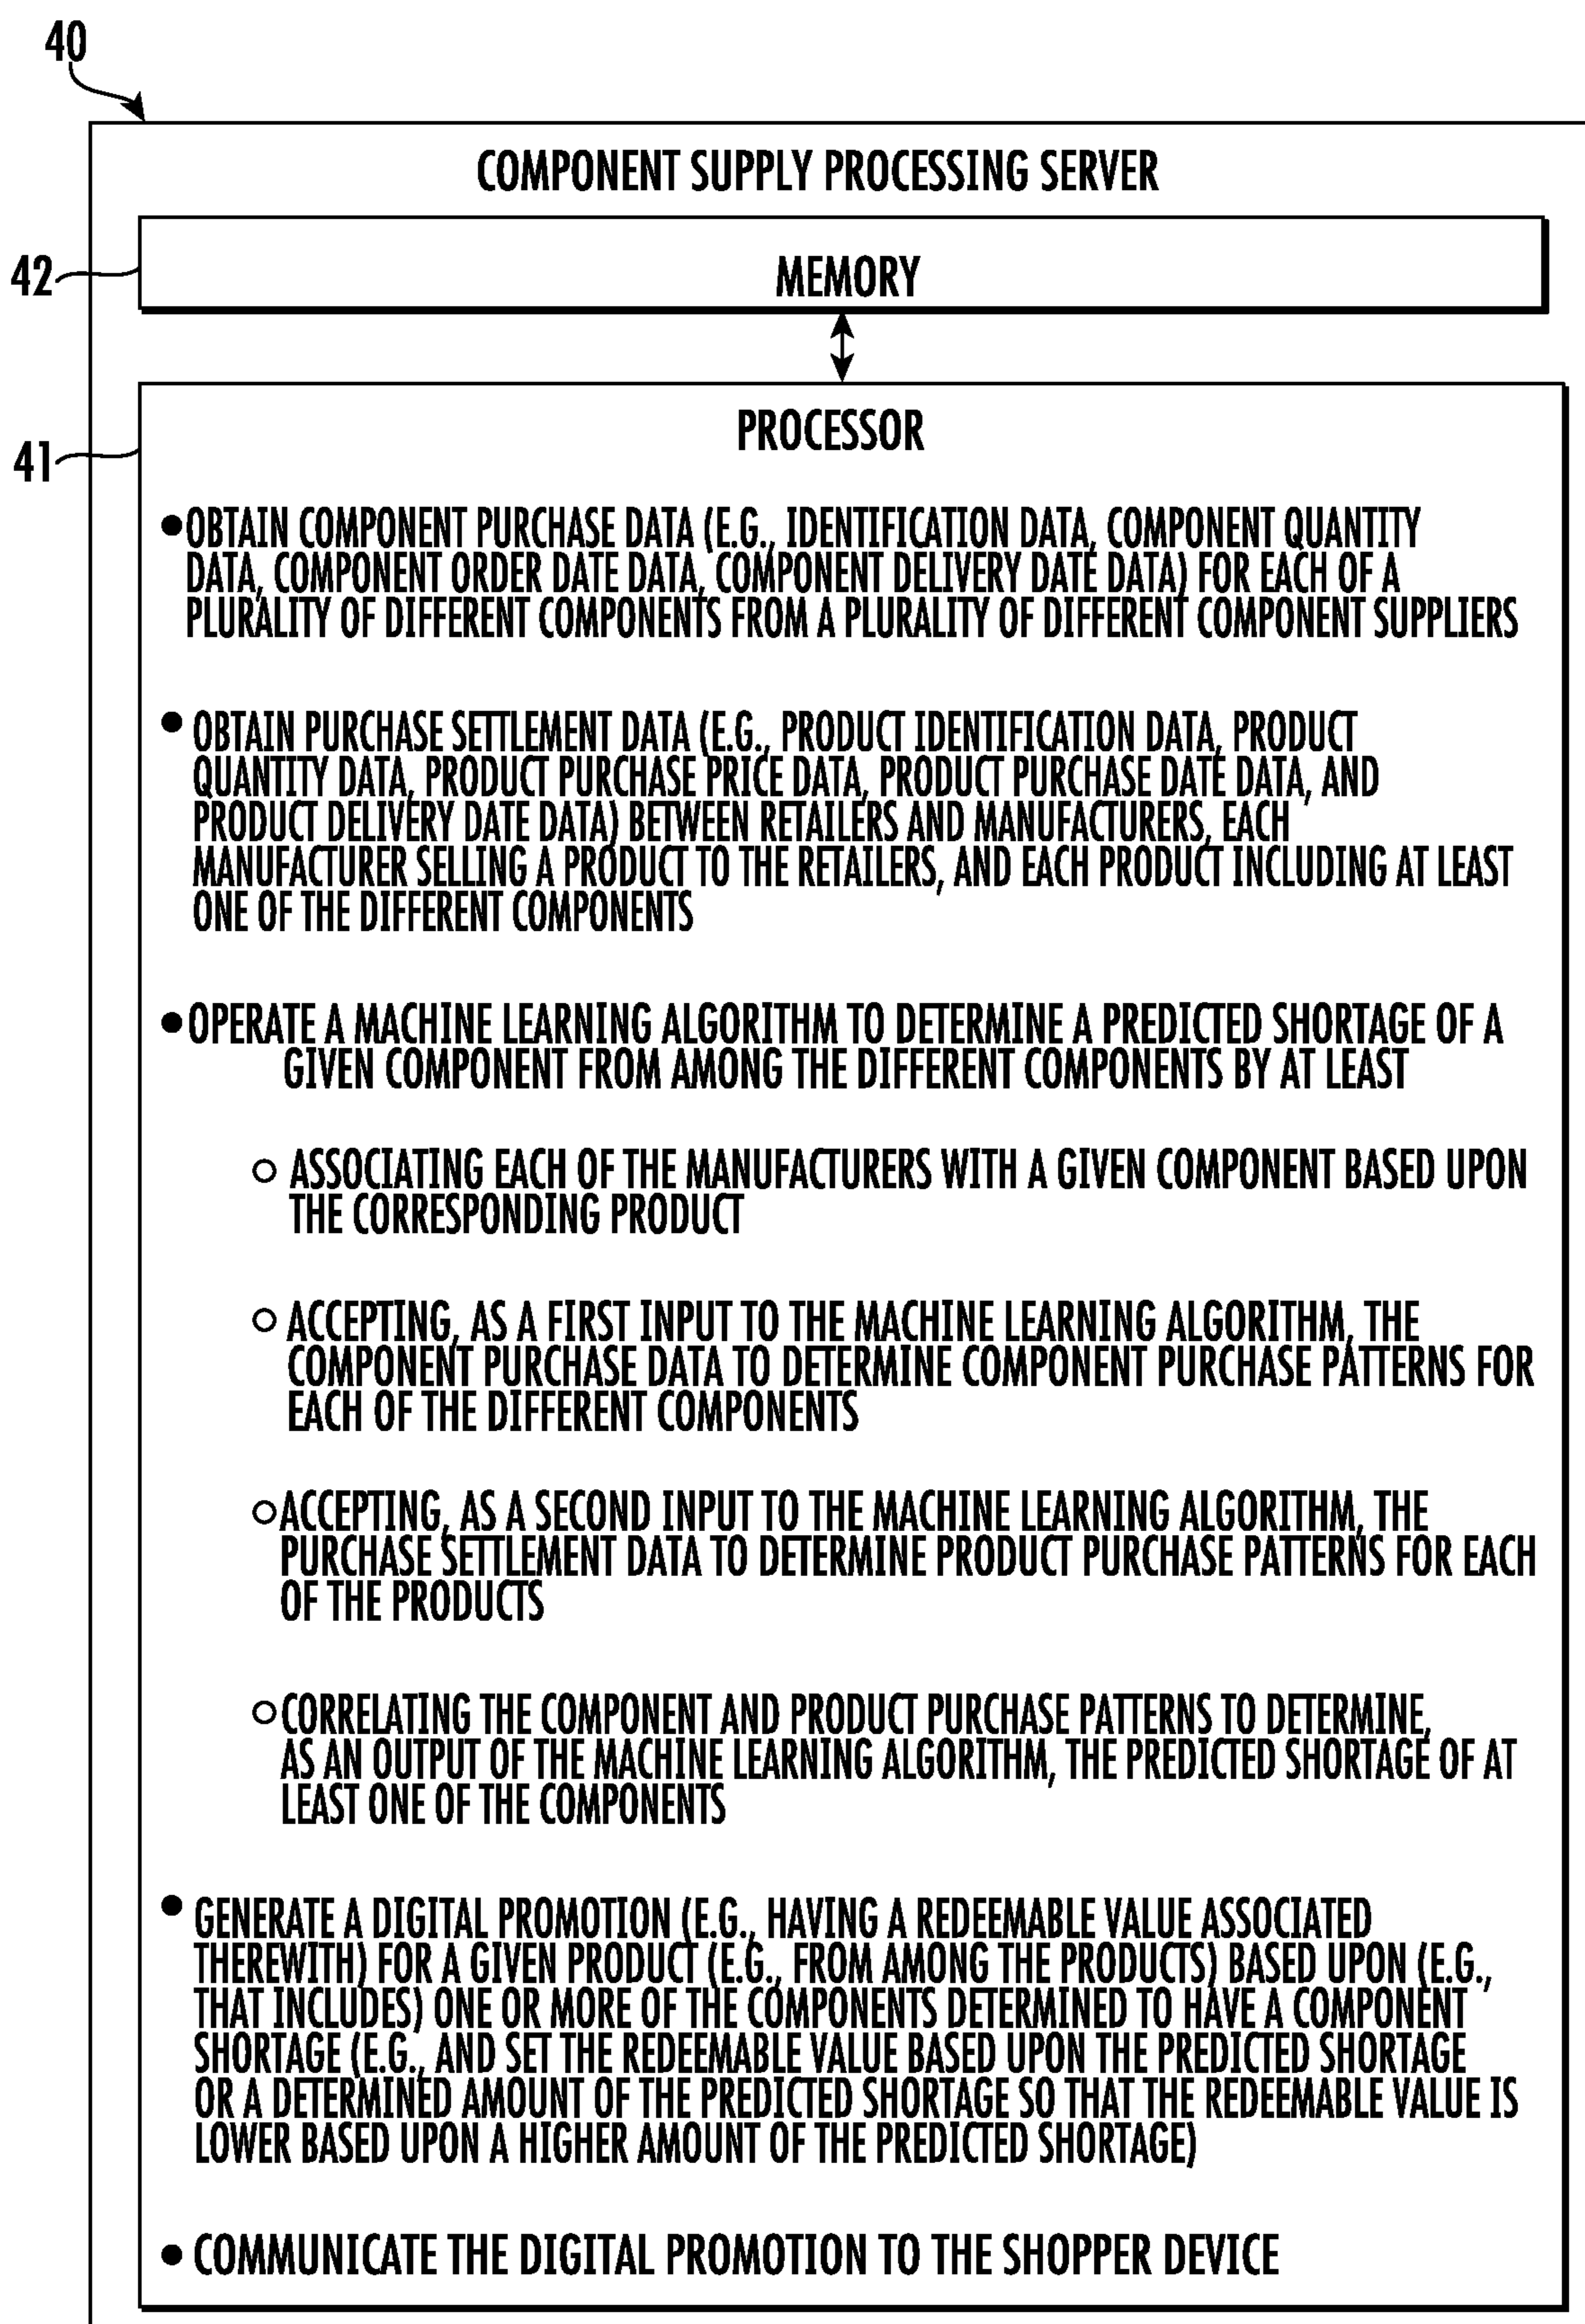 40
COMPONENT SUPPLY PROCESSING SERVER
42
MEMORY
41
PROCESSOR
● OBTAIN COMPONENT PURCHASE DATA (E.G., IDENTIFICATION DATA, COMPONENT QUANTITY
DATA, COMPONENT ORDER DATE DATA, COMPONENT DELIVERY DATE DATA) FOR EACH OF A
PLURALITY OF DIFFERENT COMPONENTS FROM A PLURALITY OF DIFFERENT COMPONENT SUPPLIERS
● OBTAIN PURCHASE SETTLEMENT DATA (E.G., PRODUCT IDENTIFICATION DATA, PRODUCT
QUANTITY DATA, PRODUCT PURCHASE PRICE DATA, PRODUCT PURCHASE DATE DATA, AND
PRODUCT DELIVERY DATE DATA) BETWEEN RETAILERS AND MANUFACTURERS, EACH
MANUFACTURER SELLING A PRODUCT TO THE RETAILERS, AND EACH PRODUCT INCLUDING AT LEAST
ONE OF THE DIFFERENT COMPONENTS
● OPERATE A MACHINE LEARNING ALGORITHM TO DETERMINE A PREDICTED SHORTAGE OF A
GIVEN COMPONENT FROM AMONG THE DIFFERENT COMPONENTS BY AT LEAST
○ ASSOCIATING EACH OF THE MANUFACTURERS WITH A GIVEN COMPONENT BASED UPON
THE CORRESPONDING PRODUCT
○ ACCEPTING, AS A FIRST INPUT TO THE MACHINE LEARNING ALGORITHM, THE
COMPONENT PURCHASE DATA TO DETERMINE COMPONENT PURCHASE PATTERNS FOR
EACH OF THE DIFFERENT COMPONENTS
○ ACCEPTING, AS A SECOND INPUT TO THE MACHINE LEARNING ALGORITHM, THE
PURCHASE SETTLEMENT DATA TO DETERMINE PRODUCT PURCHASE PATTERNS FOR EACH
OF THE PRODUCTS
○ CORRELATING THE COMPONENT AND PRODUCT PURCHASE PATTERNS TO DETERMINE,
AS AN OUTPUT OF THE MACHINE LEARNING ALGORITHM, THE PREDICTED SHORTAGE OF AT
LEAST ONE OF THE COMPONENTS
● GENERATE A DIGITAL PROMOTION (E.G., HAVING A REDEEMABLE VALUE ASSOCIATED
THEREWITH) FOR A GIVEN PRODUCT (E.G., FROM AMONG THE PRODUCTS) BASED UPON (E.G.,
THAT INCLUDES) ONE OR MORE OF THE COMPONENTS DETERMINED TO HAVE A COMPONENT
SHORTAGE (E.G., AND SET THE REDEEMABLE VALUE BASED UPON THE PREDICTED SHORTAGE
OR A DETERMINED AMOUNT OF THE PREDICTED SHORTAGE SO THAT THE REDEEMABLE VALUE IS
LOWER BASED UPON A HIGHER AMOUNT OF THE PREDICTED SHORTAGE)
● COMMUNICATE THE DIGITAL PROMOTION TO THE SHOPPER DEVICE